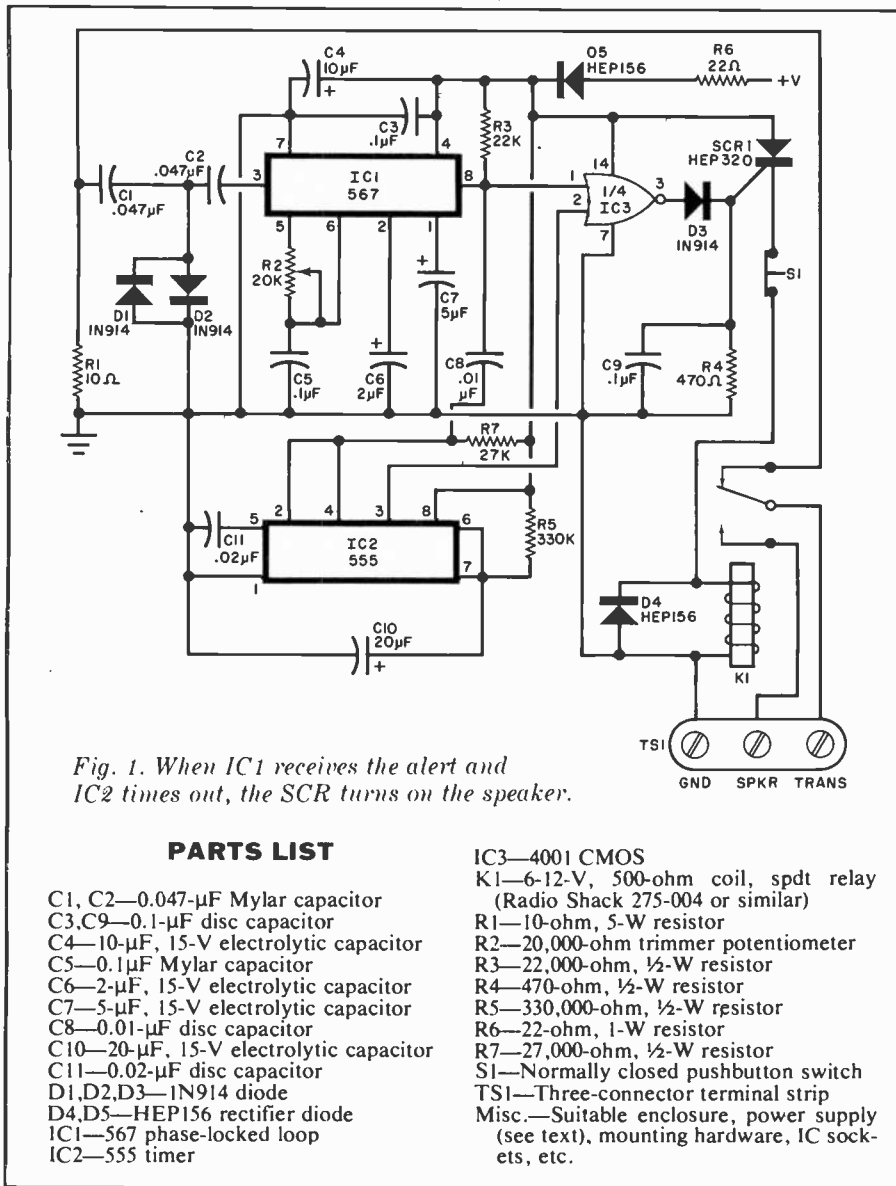 C4
10µF
+
O5
HEP156
R6
22Ω
+V
C3
.1µF
R3
22K
SCR1
HEP320
C2
.047µF
C1
.047µF
7
4
3
IC1
567
8
5
6
2
1
1
2
14
1/4
IC3
3
7
D3
1N914
S1
R2
20K
+
C7
5µF
D1
1N914
D2
1N914
R1
10Ω
C5
.1µF
+
C6
2µF
C8
.01
µF
C9
.1µF
R4
470Ω
R7
27K
5
2
4
3
8
6
C11
.02µF
IC2
555
7
1
R5
330K
C10
20µF
+
D4
HEP156
K1
TS1
GND
SPKR
TRANS
Fig. 1. When IC1 receives the alert and
IC2 times out, the SCR turns on the speaker.
PARTS LIST
C1, C2—0.047-µF Mylar capacitor
C3,C9—0.1-µF disc capacitor
C4—10-µF, 15-V electrolytic capacitor
C5—0.1µF Mylar capacitor
C6—2-µF, 15-V electrolytic capacitor
C7—5-µF, 15-V electrolytic capacitor
C8—0.01-µF disc capacitor
C10—20-µF, 15-V electrolytic capacitor
C11—0.02-µF disc capacitor
D1,D2,D3—1N914 diode
D4,D5—HEP156 rectifier diode
IC1—567 phase-locked loop
IC2—555 timer
IC3—4001 CMOS
K1—6-12-V, 500-ohm coil, spdt relay
(Radio Shack 275-004 or similar)
R1—10-ohm, 5-W resistor
R2—20,000-ohm trimmer potentiometer
R3—22,000-ohm, ½-W resistor
R4—470-ohm, ½-W resistor
R5—330,000-ohm, ½-W resistor
R6—22-ohm, 1-W resistor
R7—27,000-ohm, ½-W resistor
S1—Normally closed pushbutton switch
TS1—Three-connector terminal strip
Misc.—Suitable enclosure, power supply
(see text), mounting hardware, IC sock-
ets, etc.